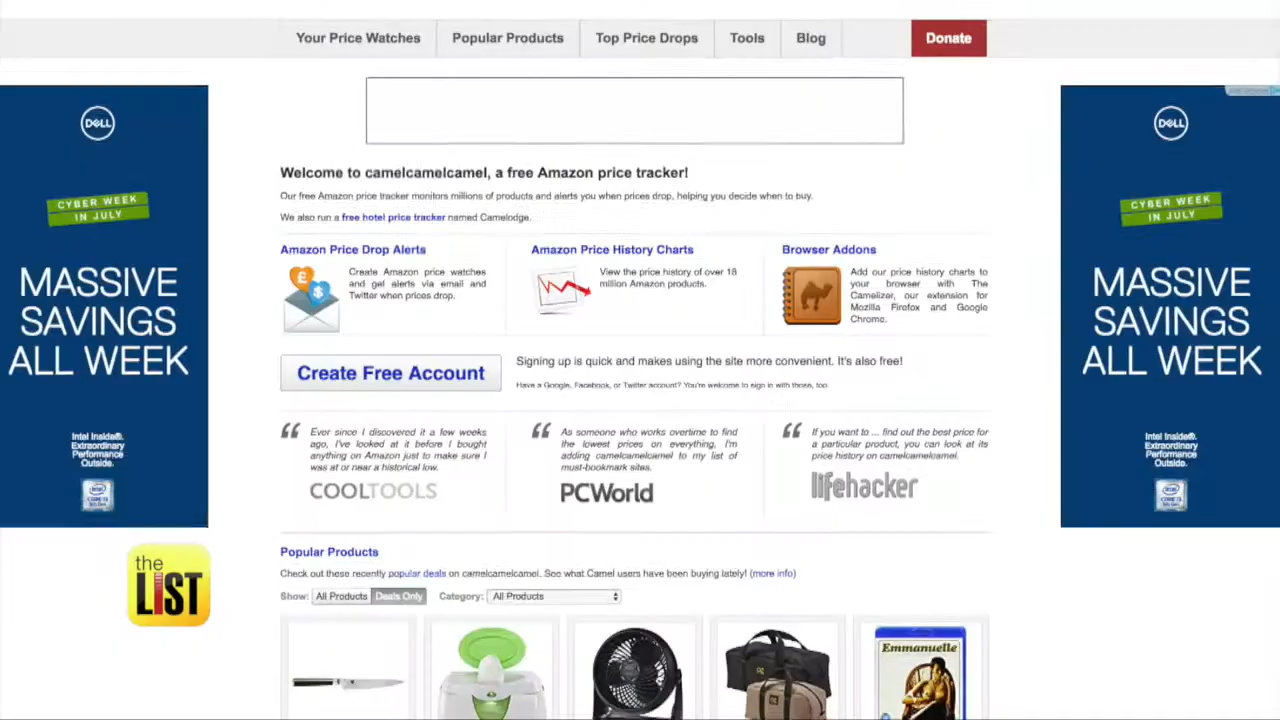 Your Price Watches
Popular Products
Top Price Drops
Tools
Blog
Donate
DELL
CYBER WEEK
IN JULY
MASSIVE
SAVINGS
ALL WEEK
Intel Inside®.
Extraordinary
Performance
Outside.
Welcome to camelcamelcamel, a free Amazon price tracker!
Our free Amazon price tracker monitors millions of products and alerts you when prices drop, helping you decide when to buy.
We also run a free hotel price tracker named Camelodge.
Amazon Price Drop Alerts
Create Amazon price watches
and get alerts via email and
Twitter when prices drop.
Amazon Price History Charts
View the price history of over 18
million Amazon products.
Browser Addons
Add our price history charts to
your browser with The
Camelizer, our extension for
Mozilla Firefox and Google
Chrome.
Create Free Account
Signing up is quick and makes using the site more convenient. It's also free!
Have a Google, Facebook, or Twitter account? You're welcome to sign in with those, too
“ Ever since I discovered it a few weeks
ago, I've looked at it before I bought
anything on Amazon just to make sure I
was at or near a historical low.
COOLTOOLS
“ As someone who works overtime to find
the lowest prices on everything, I'm
adding camelcamelcamel to my list of
must-bookmark sites.
PCWorld
“ If you want to ... find out the best price for
a particular product, you can look at its
price history on camelcamelcamel.
lifehacker
DELL
CYBER WEEK
IN JULY
MASSIVE
SAVINGS
ALL WEEK
Intel Inside®.
Extraordinary
Performance
Outside.
the
LIST
Popular Products
Check out these recently popular deals on camelcamelcamel. See what Camel users have been buying lately! (more info)
Show: All Products Deals Only Category: All Products
Emmanuelle